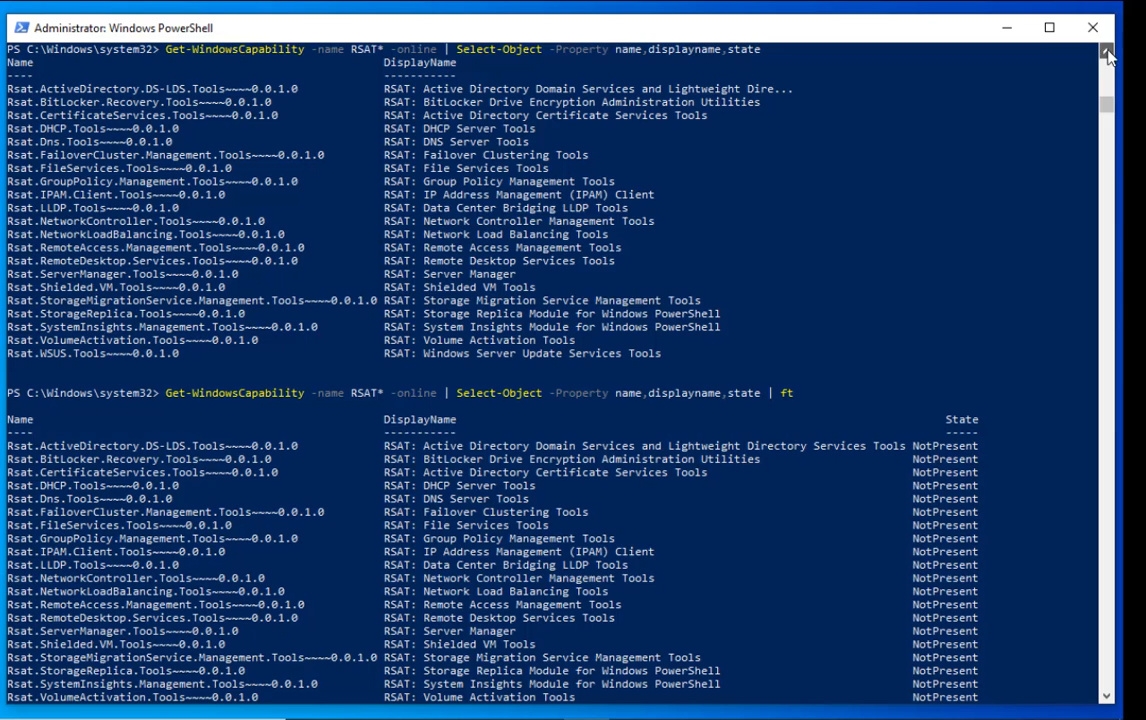 Administrator: Windows PowerShell
PS C:\Windows\system32> Get-WindowsCapability -name RSAT* -online | Select-Object -Property name,displayname,state
Name DisplayName
---- -----------
Rsat.ActiveDirectory.DS-LDS.Tools~~~~0.0.1.0 RSAT: Active Directory Domain Services and Lightweight Dire...
Rsat.BitLocker.Recovery.Tools~~~~0.0.1.0 RSAT: BitLocker Drive Encryption Administration Utilities
Rsat.CertificateServices.Tools~~~~0.0.1.0 RSAT: Active Directory Certificate Services Tools
Rsat.DHCP.Tools~~~~0.0.1.0 RSAT: DHCP Server Tools
Rsat.Dns.Tools~~~~0.0.1.0 RSAT: DNS Server Tools
Rsat.FailoverCluster.Management.Tools~~~~0.0.1.0 RSAT: Failover Clustering Tools
Rsat.FileServices.Tools~~~~0.0.1.0 RSAT: File Services Tools
Rsat.GroupPolicy.Management.Tools~~~~0.0.1.0 RSAT: Group Policy Management Tools
Rsat.IPAM.Client.Tools~~~~0.0.1.0 RSAT: IP Address Management (IPAM) Client
Rsat.LLDP.Tools~~~~0.0.1.0 RSAT: Data Center Bridging LLDP Tools
Rsat.NetworkController.Tools~~~~0.0.1.0 RSAT: Network Controller Management Tools
Rsat.NetworkLoadBalancing.Tools~~~~0.0.1.0 RSAT: Network Load Balancing Tools
Rsat.RemoteAccess.Management.Tools~~~~0.0.1.0 RSAT: Remote Access Management Tools
Rsat.RemoteDesktop.Services.Tools~~~~0.0.1.0 RSAT: Remote Desktop Services Tools
Rsat.ServerManager.Tools~~~~0.0.1.0 RSAT: Server Manager
Rsat.Shielded.VM.Tools~~~~0.0.1.0 RSAT: Shielded VM Tools
Rsat.StorageMigrationService.Management.Tools~~~~0.0.1.0 RSAT: Storage Migration Service Management Tools
Rsat.StorageReplica.Tools~~~~0.0.1.0 RSAT: Storage Replica Module for Windows PowerShell
Rsat.SystemInsights.Management.Tools~~~~0.0.1.0 RSAT: System Insights Module for Windows PowerShell
Rsat.VolumeActivation.Tools~~~~0.0.1.0 RSAT: Volume Activation Tools
Rsat.WSUS.Tools~~~~0.0.1.0 RSAT: Windows Server Update Services Tools
PS C:\Windows\system32> Get-WindowsCapability -name RSAT* -online | Select-Object -Property name,displayname,state | ft
Name DisplayName State
---- ----------- -----
Rsat.ActiveDirectory.DS-LDS.Tools~~~~0.0.1.0 RSAT: Active Directory Domain Services and Lightweight Directory Services Tools NotPresent
Rsat.BitLocker.Recovery.Tools~~~~0.0.1.0 RSAT: BitLocker Drive Encryption Administration Utilities NotPresent
Rsat.CertificateServices.Tools~~~~0.0.1.0 RSAT: Active Directory Certificate Services Tools NotPresent
Rsat.DHCP.Tools~~~~0.0.1.0 RSAT: DHCP Server Tools NotPresent
Rsat.Dns.Tools~~~~0.0.1.0 RSAT: DNS Server Tools NotPresent
Rsat.FailoverCluster.Management.Tools~~~~0.0.1.0 RSAT: Failover Clustering Tools NotPresent
Rsat.FileServices.Tools~~~~0.0.1.0 RSAT: File Services Tools NotPresent
Rsat.GroupPolicy.Management.Tools~~~~0.0.1.0 RSAT: Group Policy Management Tools NotPresent
Rsat.IPAM.Client.Tools~~~~0.0.1.0 RSAT: IP Address Management (IPAM) Client NotPresent
Rsat.LLDP.Tools~~~~0.0.1.0 RSAT: Data Center Bridging LLDP Tools NotPresent
Rsat.NetworkController.Tools~~~~0.0.1.0 RSAT: Network Controller Management Tools NotPresent
Rsat.NetworkLoadBalancing.Tools~~~~0.0.1.0 RSAT: Network Load Balancing Tools NotPresent
Rsat.RemoteAccess.Management.Tools~~~~0.0.1.0 RSAT: Remote Access Management Tools NotPresent
Rsat.RemoteDesktop.Services.Tools~~~~0.0.1.0 RSAT: Remote Desktop Services Tools NotPresent
Rsat.ServerManager.Tools~~~~0.0.1.0 RSAT: Server Manager NotPresent
Rsat.Shielded.VM.Tools~~~~0.0.1.0 RSAT: Shielded VM Tools NotPresent
Rsat.StorageMigrationService.Management.Tools~~~~0.0.1.0 RSAT: Storage Migration Service Management Tools NotPresent
Rsat.StorageReplica.Tools~~~~0.0.1.0 RSAT: Storage Replica Module for Windows PowerShell NotPresent
Rsat.SystemInsights.Management.Tools~~~~0.0.1.0 RSAT: System Insights Module for Windows PowerShell NotPresent
Rsat.VolumeActivation.Tools~~~~0.0.1.0 RSAT: Volume Activation Tools NotPresent